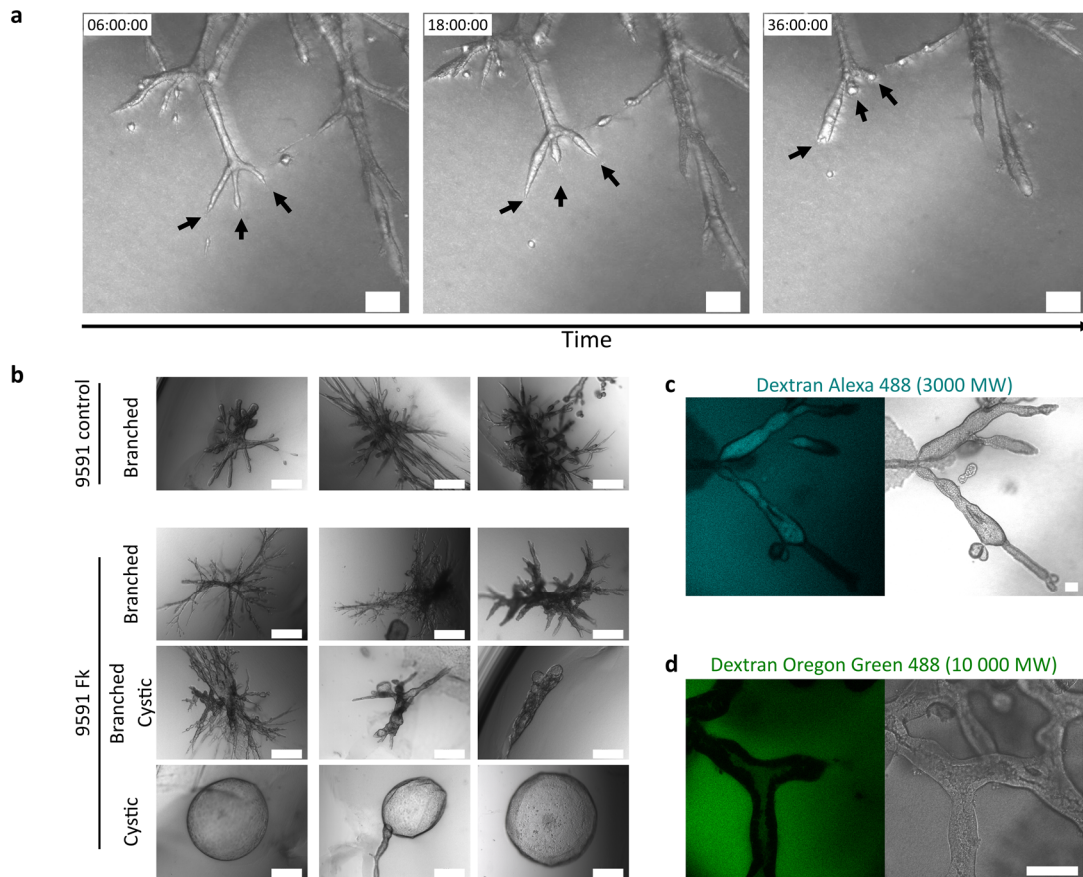 a
06:00:00
18:00:00
36:00:00
Time
b
9591 control
Branched
9591 Fk
Branched
Branched
Cystic
Cystic
c
Dextran Alexa 488 (3000 MW)
d
Dextran Oregon Green 488 (10 000 MW)